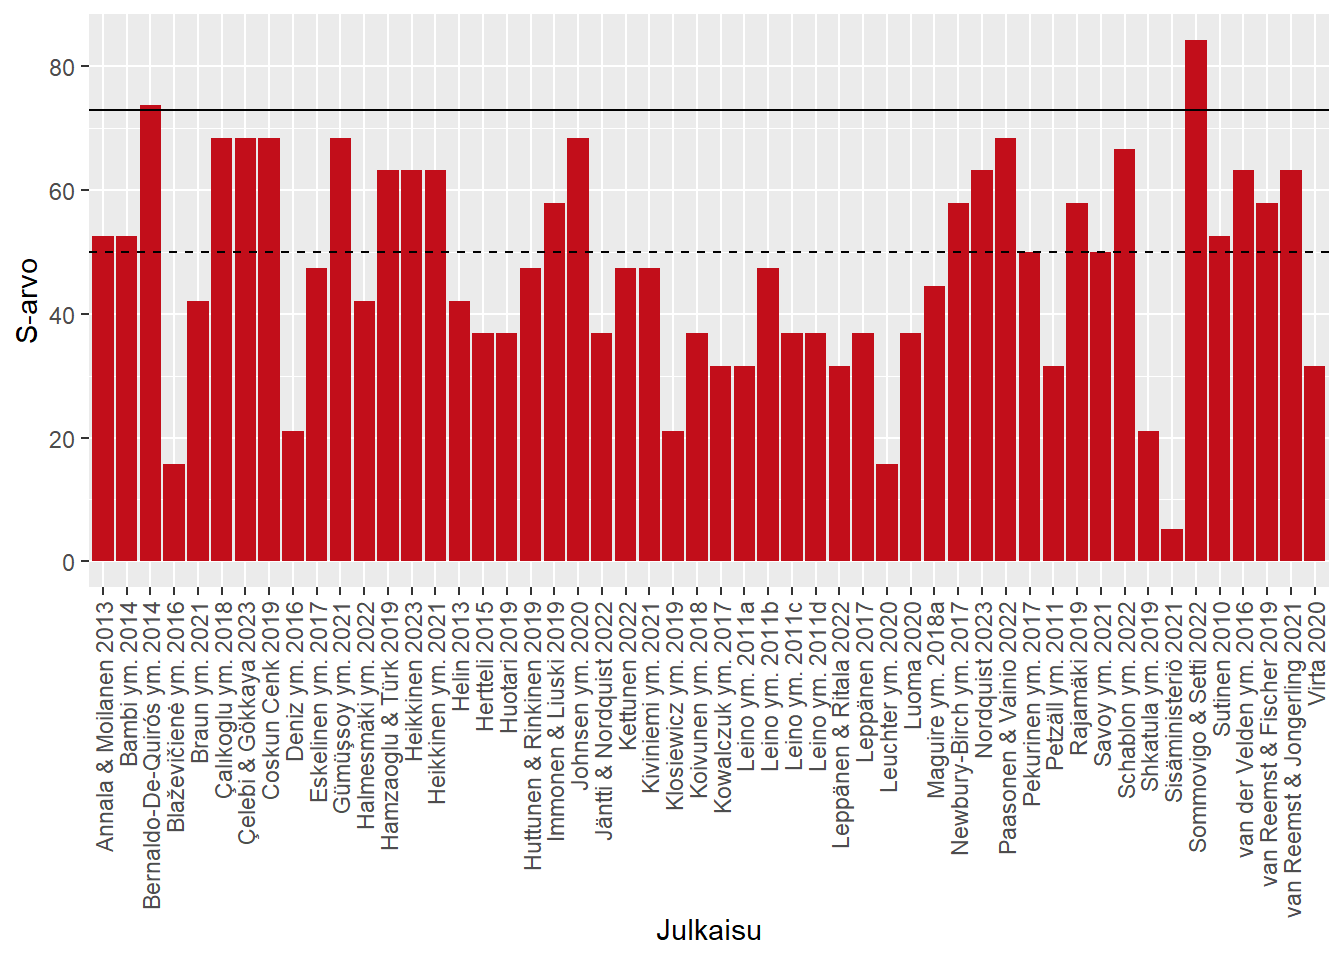 S-arvo
80
60
40
20
0
Annala & Moilanen 2013
Bambi ym. 2014
Bernaldo-De-Quirós ym. 2014
Blaževičienė ym. 2016
Braun ym. 2021
Çalıkoglu ym. 2018
Çelebi & Gökkaya 2023
Coskun Cenk 2019
Deniz ym. 2016
Eskelinen ym. 2017
Gümüşsoy ym. 2021
Halmesmäki ym. 2022
Hamzaoglu & Türk 2019
Heikkinen 2023
Heikkinen ym. 2021
Helin 2013
Hertteli 2015
Huotari 2019
Huttunen & Rinkinen 2019
Immonen & Liuski 2019
Johnsen ym. 2020
Jäntti & Nordquist 2022
Kettunen 2022
Kiviniemi ym. 2021
Klosiewicz ym. 2019
Koivunen ym. 2018
Kowalczuk ym. 2017
Leino ym. 2011a
Leino ym. 2011b
Leino ym. 2011c
Leino ym. 2011d
Leppänen & Ritala 2022
Leppänen 2017
Leuchter ym. 2020
Luoma 2020
Maguire ym. 2018a
Newbury-Birch ym. 2017
Nordquist 2023
Paasonen & Vainio 2022
Pekurinen ym. 2017
Petzäll ym. 2011
Rajamäki 2019
Savoy ym. 2021
Schablon ym. 2022
Shkatula ym. 2019
Sisäministeriö 2021
Sommovigo & Setti 2022
Sutinen 2010
van der Velden ym. 2016
van Reemst & Fischer 2019
van Reemst & Jongerling 2021
Virta 2020
Julkaisu